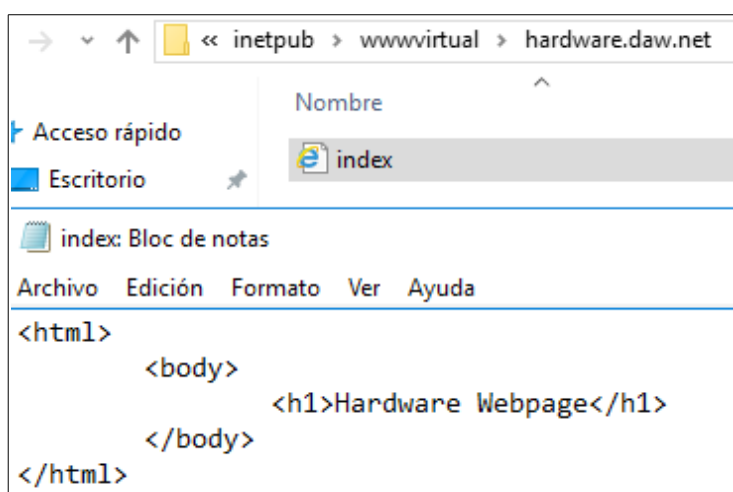 « inetpub > wwwvirtual > hardware.daw.net
Nombre
Acceso rápido
index
Escritorio
index: Bloc de notas
Archivo Edición Formato Ver Ayuda
<html>
<body>
<h1>Hardware Webpage</h1>
</body>
</html>